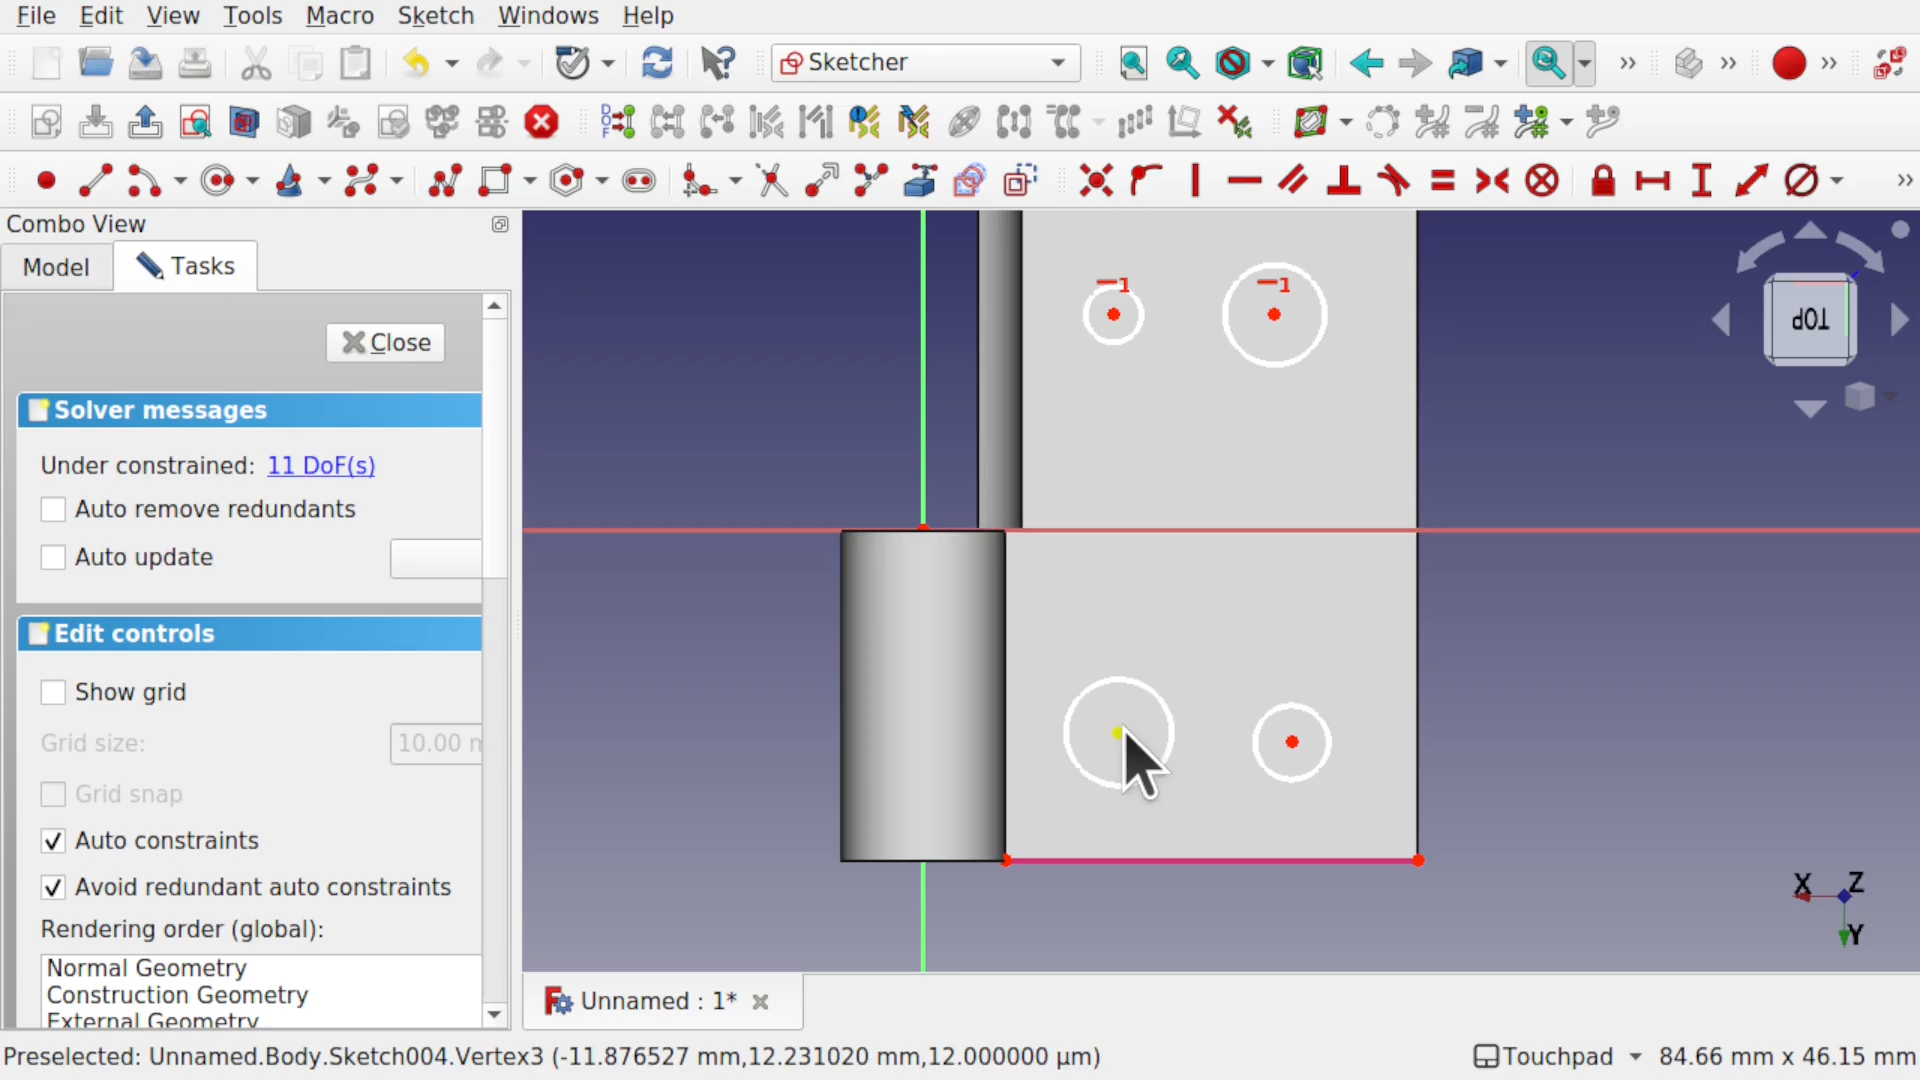 File Edit View Tools Macro Sketch Windows Help
Sketcher
Combo View
Model Tasks
Close
Solver messages
Under constrained: 11 DoF(s)
Auto remove redundants
Auto update
Edit controls
Show grid
Grid size: 10.00 m
Grid snap
Auto constraints
Avoid redundant auto constraints
Rendering order (global):
Normal Geometry
Construction Geometry
External Geometry
1 1
TOP
X Z
Y
Unnamed : 1*
Preselected: Unnamed.Body.Sketch004.Vertex3 (-11.876527 mm,12.231020 mm,12.000000 µm)
Touchpad 84.66 mm x 46.15 mm